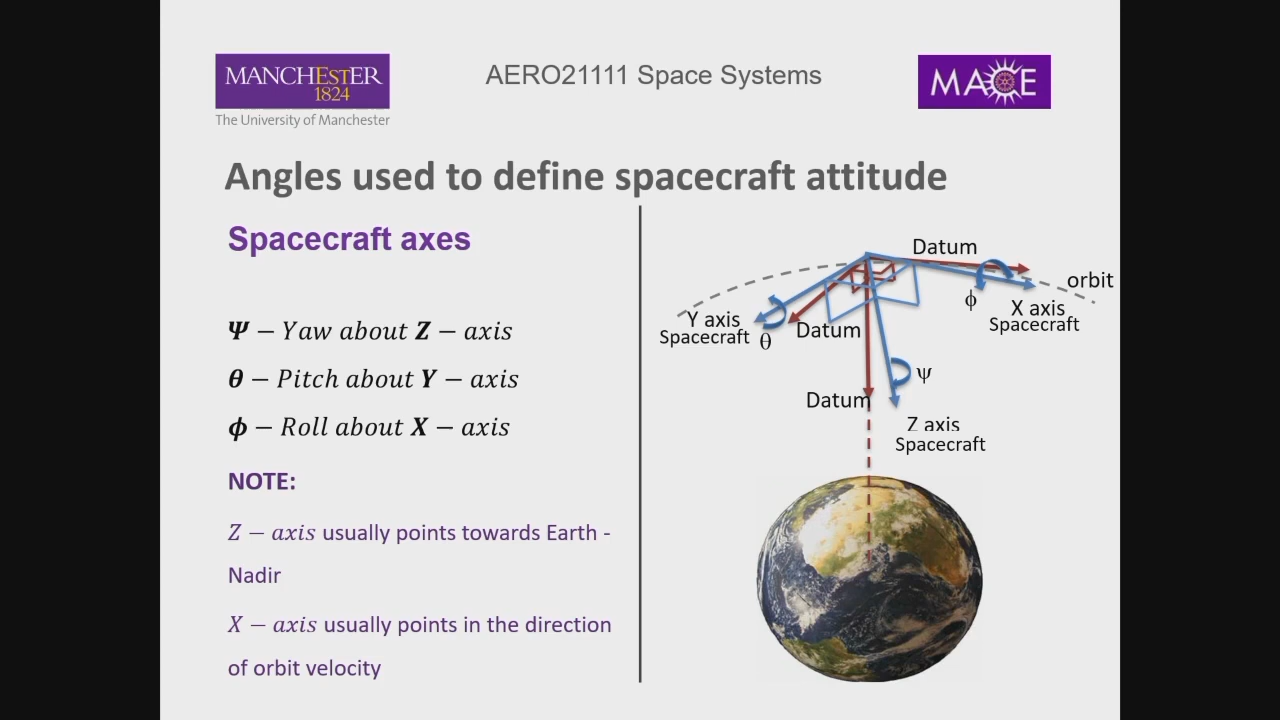 MANCHESTER
1824
The University of Manchester
AERO21111 Space Systems
MACE
Angles used to define spacecraft attitude
Spacecraft axes
Ψ – Yaw about Z – axis
θ – Pitch about Y – axis
ϕ – Roll about X – axis
NOTE:
Z – axis usually points towards Earth -
Nadir
X – axis usually points in the direction
of orbit velocity
Datum
orbit
ϕ
X axis
Spacecraft
Y axis
Spacecraft
θ
Datum
ψ
Datum
Z axis
Spacecraft